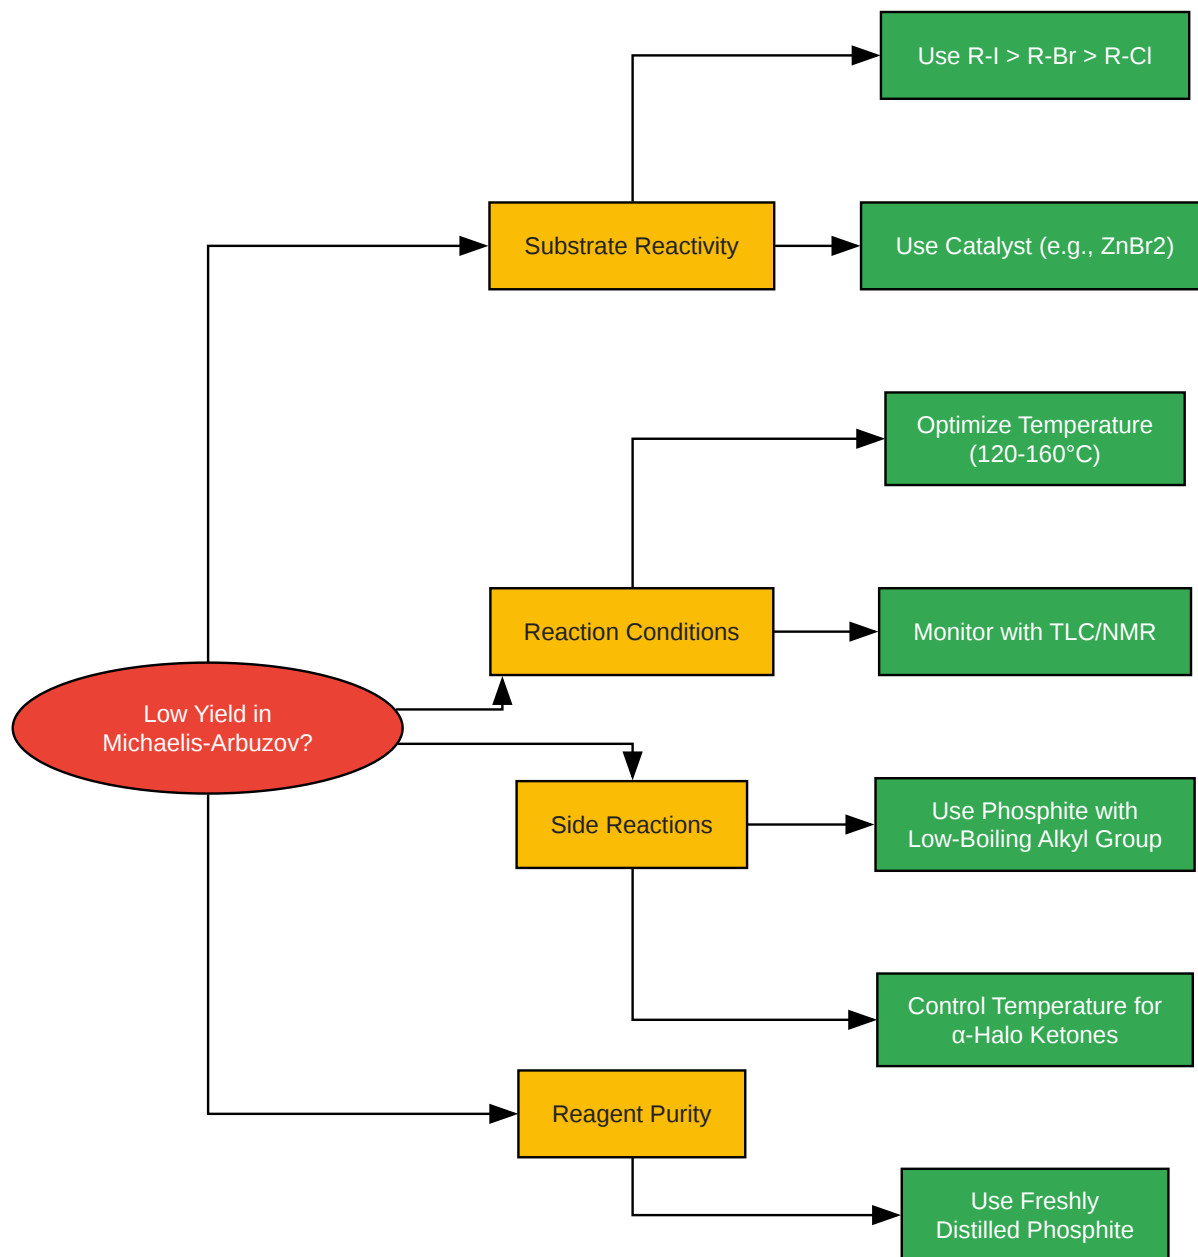 Use R-I > R-Br > R-Cl
Substrate Reactivity
Use Catalyst (e.g., ZnBr2)
Optimize Temperature
(120-160°C)
Reaction Conditions
Monitor with TLC/NMR
Low Yield in
Michaelis-Arbuzov?
Side Reactions
Use Phosphite with
Low-Boiling Alkyl Group
Control Temperature for
α-Halo Ketones
Reagent Purity
Use Freshly
Distilled Phosphite